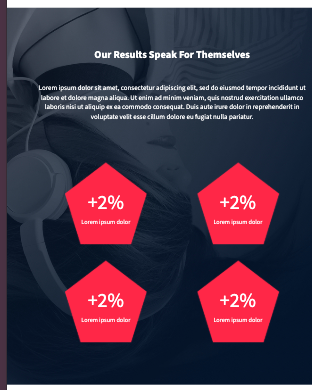 Our Results Speak For Themselves
Lorem ipsum dolor sit amet, consectetur adipiscing elit, sed do eiusmod tempor incididunt ut
labore et dolore magna aliqua. Ut enim ad minim veniam, quis nostrud exercitation ullamco
laboris nisi ut aliquip ex ea commodo consequat. Duis aute irure dolor in reprehenderit in
voluptate velit esse cillum dolore eu fugiat nulla pariatur.
+2%
Lorem ipsum dolor
+2%
Lorem ipsum dolor
+2%
Lorem ipsum dolor
+2%
Lorem ipsum dolor